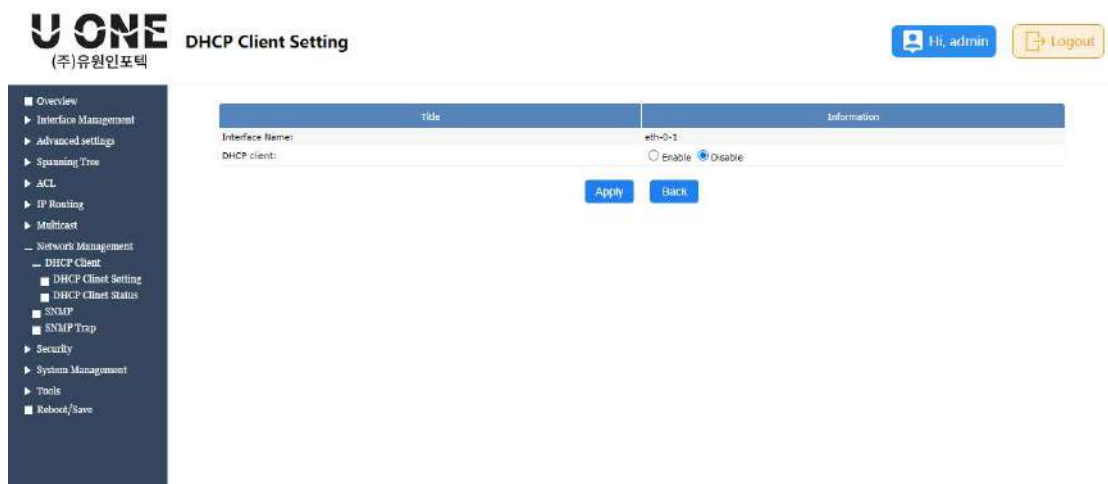 U ONE
(주)유원인포텍
DHCP Client Setting
Hi, admin
Logout
Overview
Interface Management
Advanced settings
Spanning Tree
ACL
IP Routing
Multicast
Network Management
DHCP Client
DHCP Clinet Setting
DHCP Clinet Status
SNMP
SNMP Trap
Security
System Management
Tools
Reboot/Save
Title Information
Interface Name: eth-0-1
DHCP client: Enable Disable
Apply Back